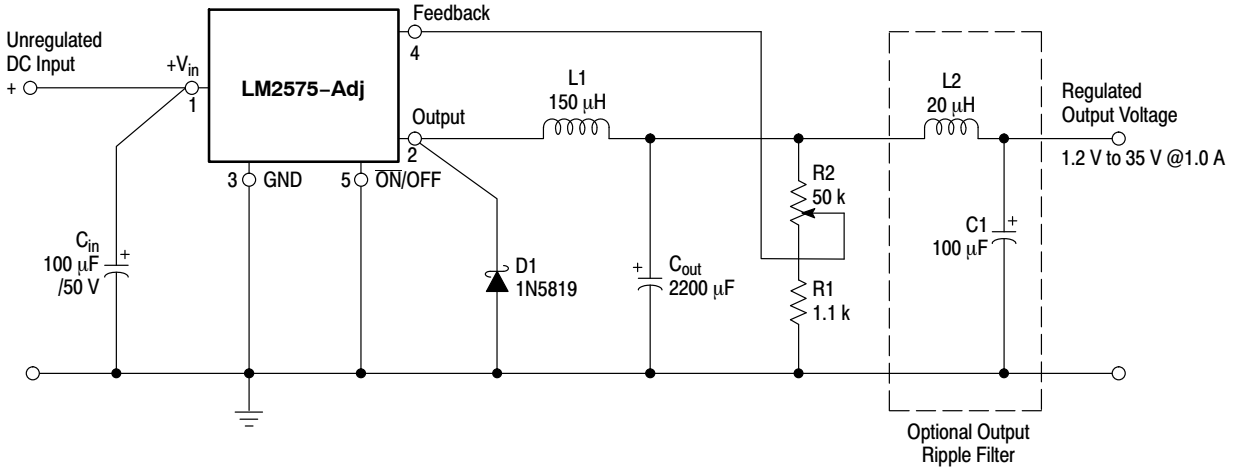 Feedback
4
Unregulated
DC Input
+
+Vin
1
LM2575–Adj
Output
2
L1
150 μH
L2
20 μH
Regulated
Output Voltage
1.2 V to 35 V @1.0 A
3 GND
5 ON/OFF
R2
50 k
Cin
100 μF
/50 V
+
D1
1N5819
+
Cout
2200 μF
R1
1.1 k
C1
100 μF
+
Optional Output
Ripple Filter